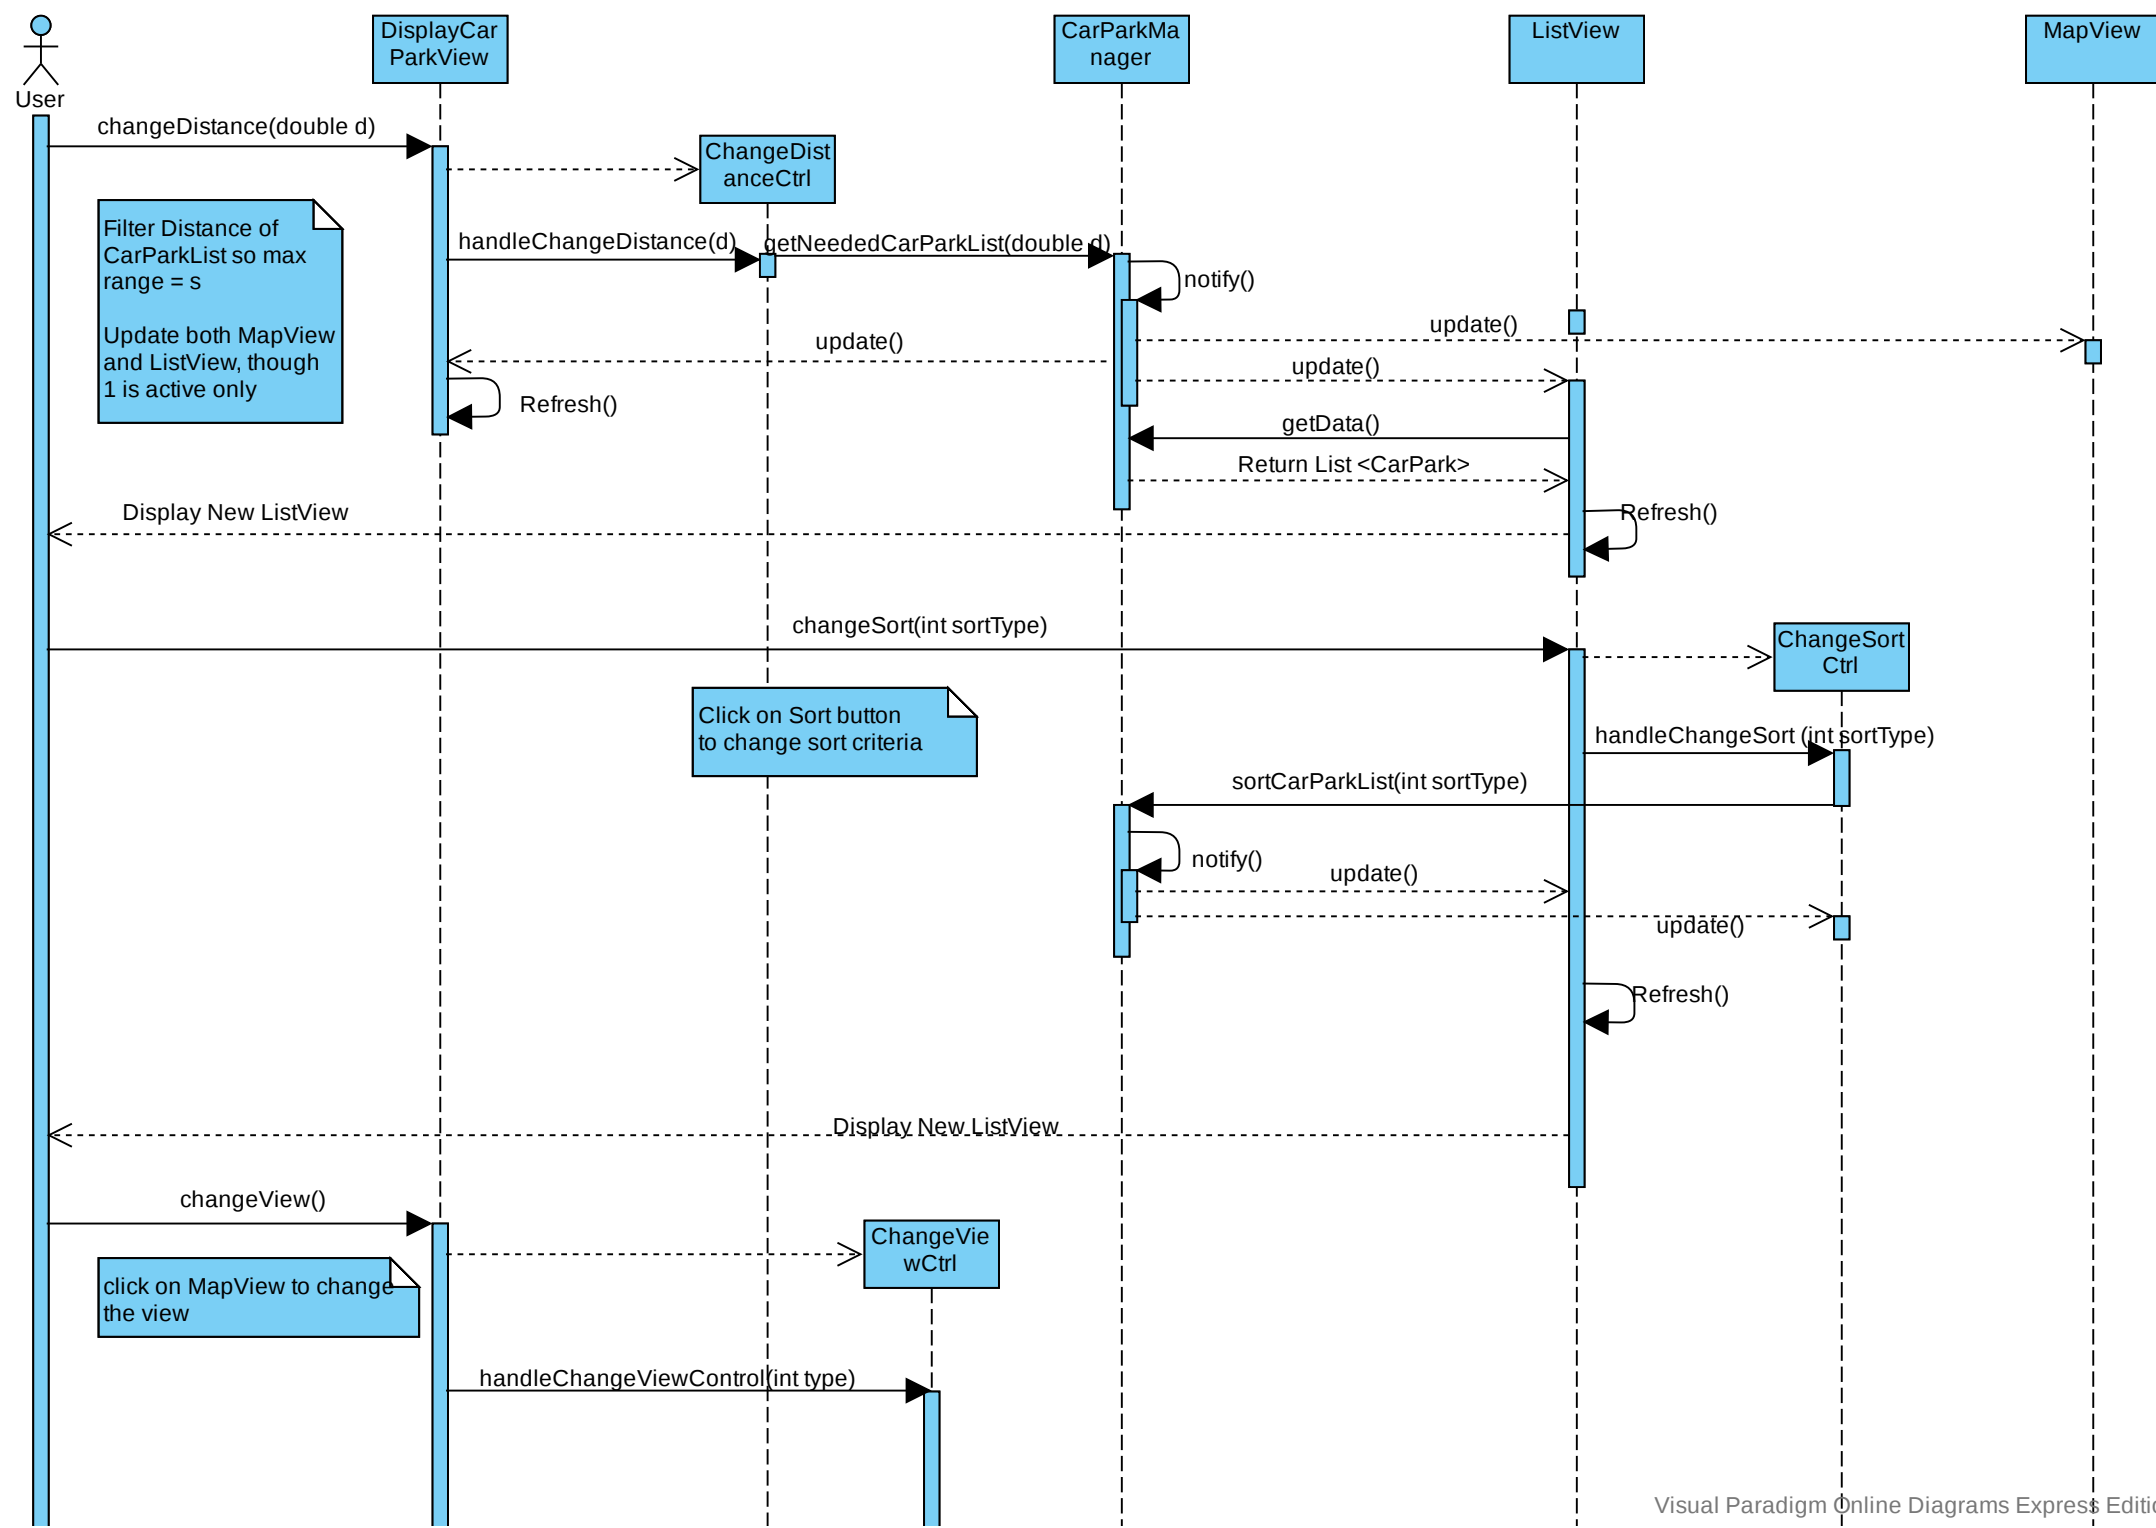 DisplayCar
ParkView
CarParkMa
nager
ListView
MapView
User
changeDistance(double d)
ChangeDist
anceCtrl
Filter Distance of
CarParkList so max
range = s
Update both MapView
and ListView, though
1 is active only
handleChangeDistance(d)
getNeededCarParkList(double d)
notify()
update()
update()
update()
Refresh()
getData()
Return List <CarPark>
Display New ListView
Refresh()
changeSort(int sortType)
ChangeSort
Ctrl
Click on Sort button
to change sort criteria
handleChangeSort (int sortType)
sortCarParkList(int sortType)
notify()
update()
update()
Refresh()
Display New ListView
changeView()
ChangeVie
wCtrl
click on MapView to change
the view
handleChangeViewControl(int type)
Visual Paradigm Online Diagrams Express Editio